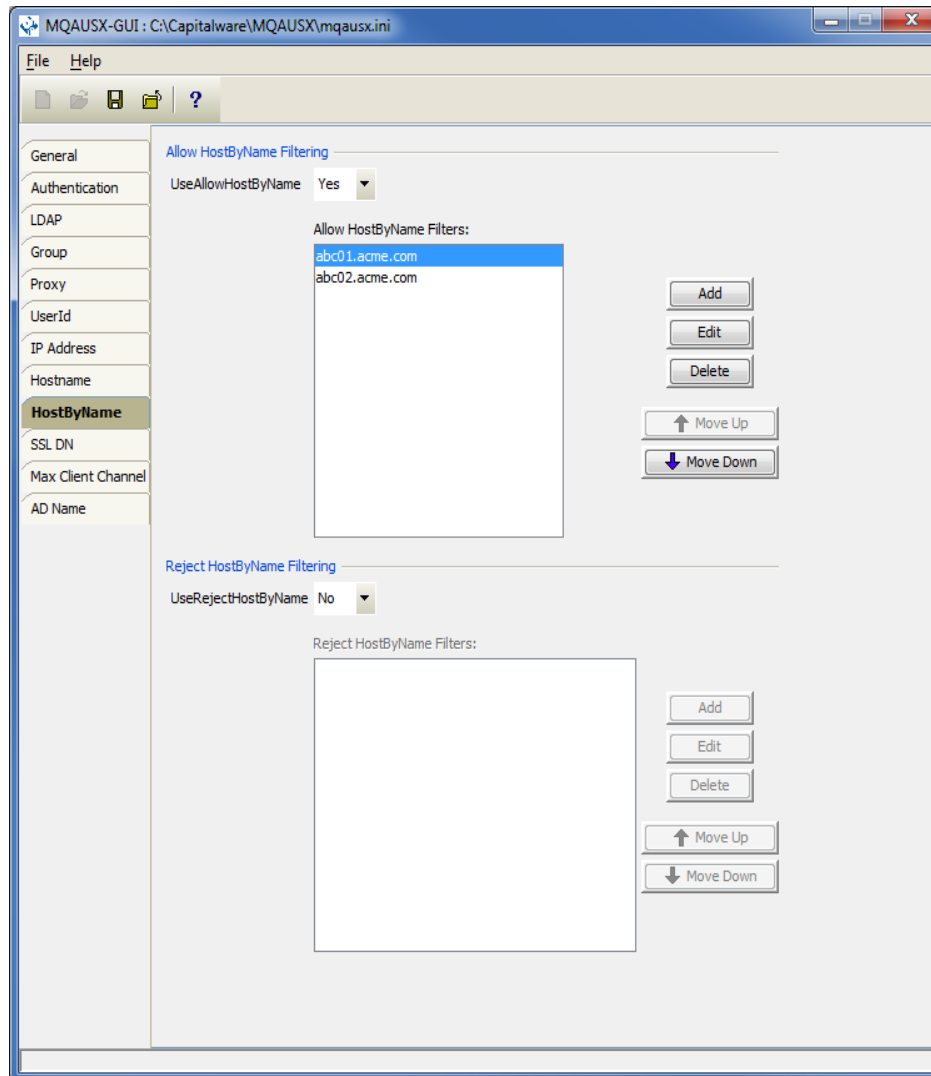 MQAUSX-GUI : C:\Capitalware\MQAUSX\mqausx.ini
File Help
?
General
Authentication
LDAP
Group
Proxy
UserId
IP Address
Hostname
HostByName
SSL DN
Max Client Channel
AD Name
Allow HostByName Filtering
UseAllowHostByName Yes
Allow HostByName Filters:
abc01.acme.com
abc02.acme.com
Add
Edit
Delete
Move Up
Move Down
Reject HostByName Filtering
UseRejectHostByName No
Reject HostByName Filters:
Add
Edit
Delete
Move Up
Move Down